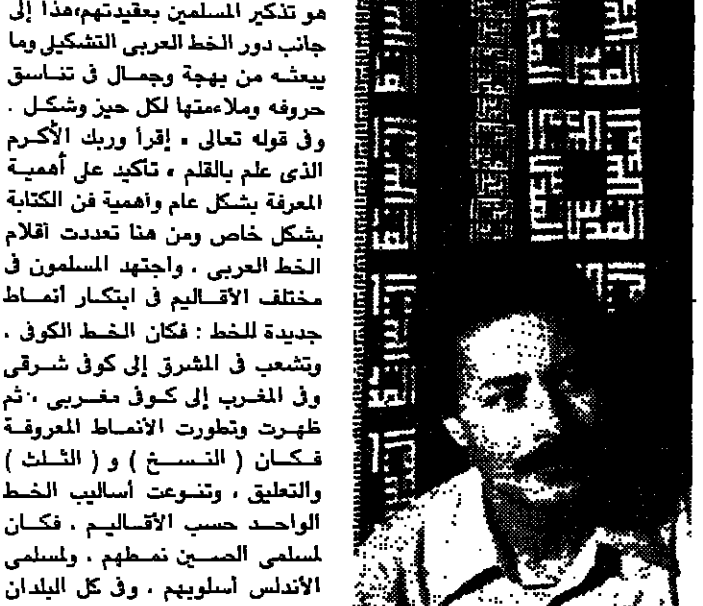 هو تذكير المسلمين بعقيدتهم،هذا إلى
جانب دور الخط العربى التشكيلى وما
يبعثه من بهجة وجمال فى تناسق
حروفه وملاءمتها لكل حيز وشكل .
وفى قوله تعالى « إقرأ وربك الأكرم
الذى علم بالقلم » تأكيد على أهمية
المعرفة بشكل عام وأهمية فن الكتابة
بشكل خاص ومن هنا تعددت أقلام
الخط العربى . واجتهد المسلمون فى
مختلف الأقاليم فى ابتكار أنماط
جديدة للخط : فكان الخط الكوفى .
وتشعب فى المشرق إلى كوفى شرقى
وفى المغرب إلى كوفى مغربى ، ثم
ظهرت وتطورت الأنماط المعروفة
فكان ( النسخ ) و ( الثلث )
والتعليق ، وتنوعت أساليب الخط
الواحد حسب الأقاليم . فكان
لمسلمى الصين نمطهم . ولمسلمى
الأندلس أسلوبهم . وفى كل البلدان